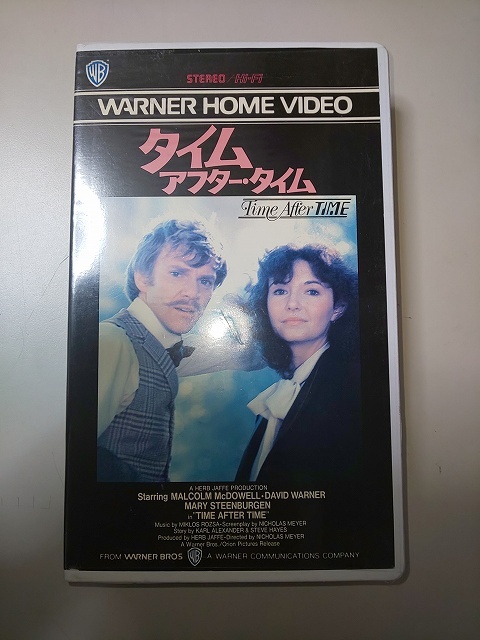 WB
STEREO/Hi-Fi
WARNER HOME VIDEO
タイム
アフター・タイム
Time After TIME
A HERB JAFFE PRODUCTION
Starring MALCOLM McDOWELL・DAVID WARNER
MARY STEENBURGEN
in "TIME AFTER TIME"
Music by MIKLOS ROZSA・Screenplay by NICHOLAS MEYER
Story by KARL ALEXANDER & STEVE HAYES
Produced by HERB JAFFE・Directed by NICHOLAS MEYER
A Warner Bros./Orion Pictures Release
FROM WARNER BROS WB A WARNER COMMUNICATIONS COMPANY